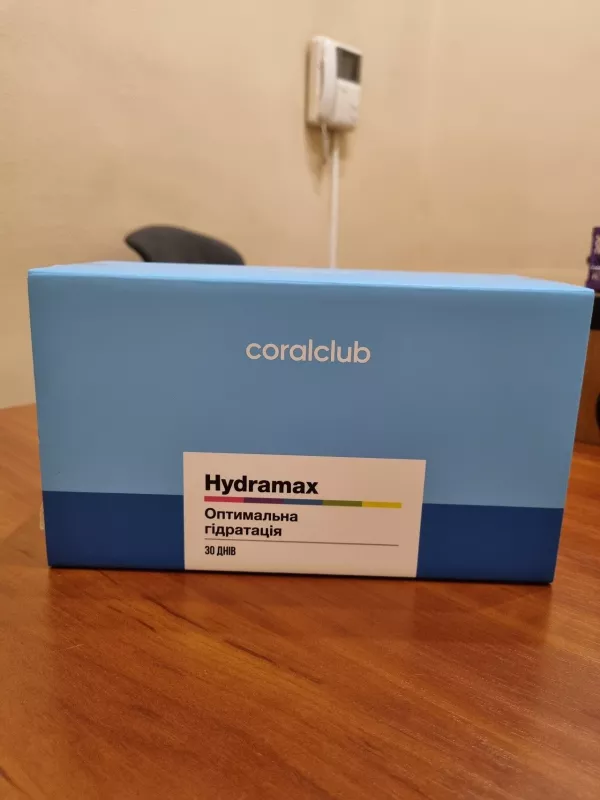 coralclub
Hydramax
Оптимальна
гідратація
30 ДНІВ